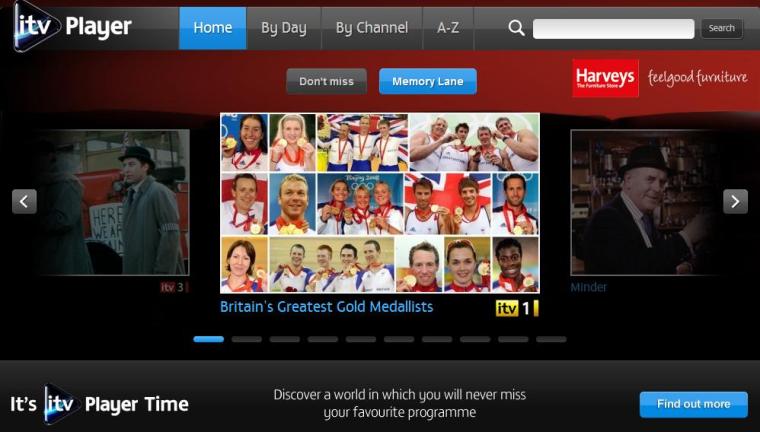 itv Player
Home
By Day
By Channel
A-Z
Search
Don't miss
Memory Lane
Harveys
The Furniture Store
feelgood furniture
HERE
WE A
AIN
Beijing 2008
itv 3
Britain's Greatest Gold Medallists
itv 1
Minder
It's itv Player Time
Discover a world in which you will never miss
your favourite programme
Find out more